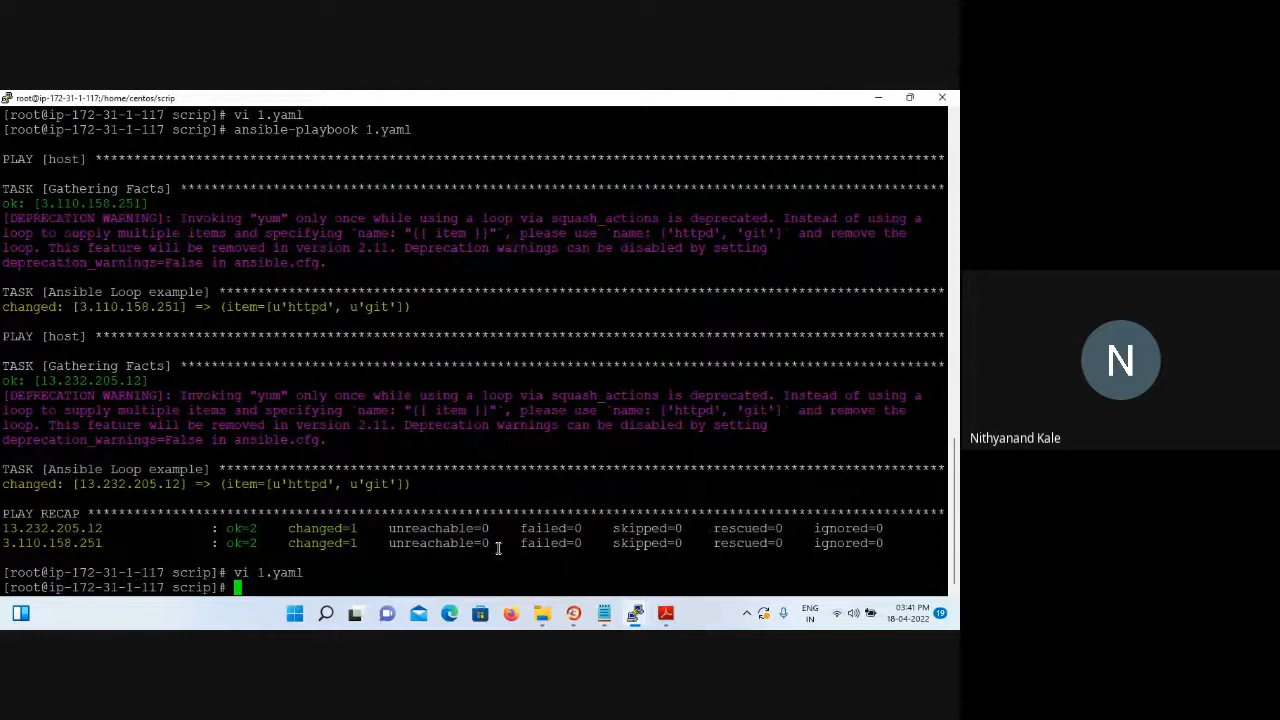 root@ip-172-31-1-117:/home/centos/scrip
[root@ip-172-31-1-117 scrip]# vi 1.yaml
[root@ip-172-31-1-117 scrip]# ansible-playbook 1.yaml
PLAY [host] *********************************************************************************************************
TASK [Gathering Facts] **********************************************************************************************
ok: [3.110.158.251]
[DEPRECATION WARNING]: Invoking "yum" only once while using a loop via squash_actions is deprecated. Instead of using a
loop to supply multiple items and specifying `name: "{{ item }}"`, please use `name: ['httpd', 'git']` and remove the
loop. This feature will be removed in version 2.11. Deprecation warnings can be disabled by setting
deprecation_warnings=False in ansible.cfg.
TASK [Ansible Loop example] *****************************************************************************************
changed: [3.110.158.251] => (item=[u'httpd', u'git'])
PLAY [host] *********************************************************************************************************
TASK [Gathering Facts] **********************************************************************************************
ok: [13.232.205.12]
[DEPRECATION WARNING]: Invoking "yum" only once while using a loop via squash_actions is deprecated. Instead of using a
loop to supply multiple items and specifying `name: "{{ item }}"`, please use `name: ['httpd', 'git']` and remove the
loop. This feature will be removed in version 2.11. Deprecation warnings can be disabled by setting
deprecation_warnings=False in ansible.cfg.
TASK [Ansible Loop example] *****************************************************************************************
changed: [13.232.205.12] => (item=[u'httpd', u'git'])
PLAY RECAP **********************************************************************************************************
13.232.205.12 : ok=2 changed=1 unreachable=0 failed=0 skipped=0 rescued=0 ignored=0
3.110.158.251 : ok=2 changed=1 unreachable=0 failed=0 skipped=0 rescued=0 ignored=0
[root@ip-172-31-1-117 scrip]# vi 1.yaml
[root@ip-172-31-1-117 scrip]#
ENG
IN
03:41 PM
18-04-2022
19
N
Nithyanand Kale